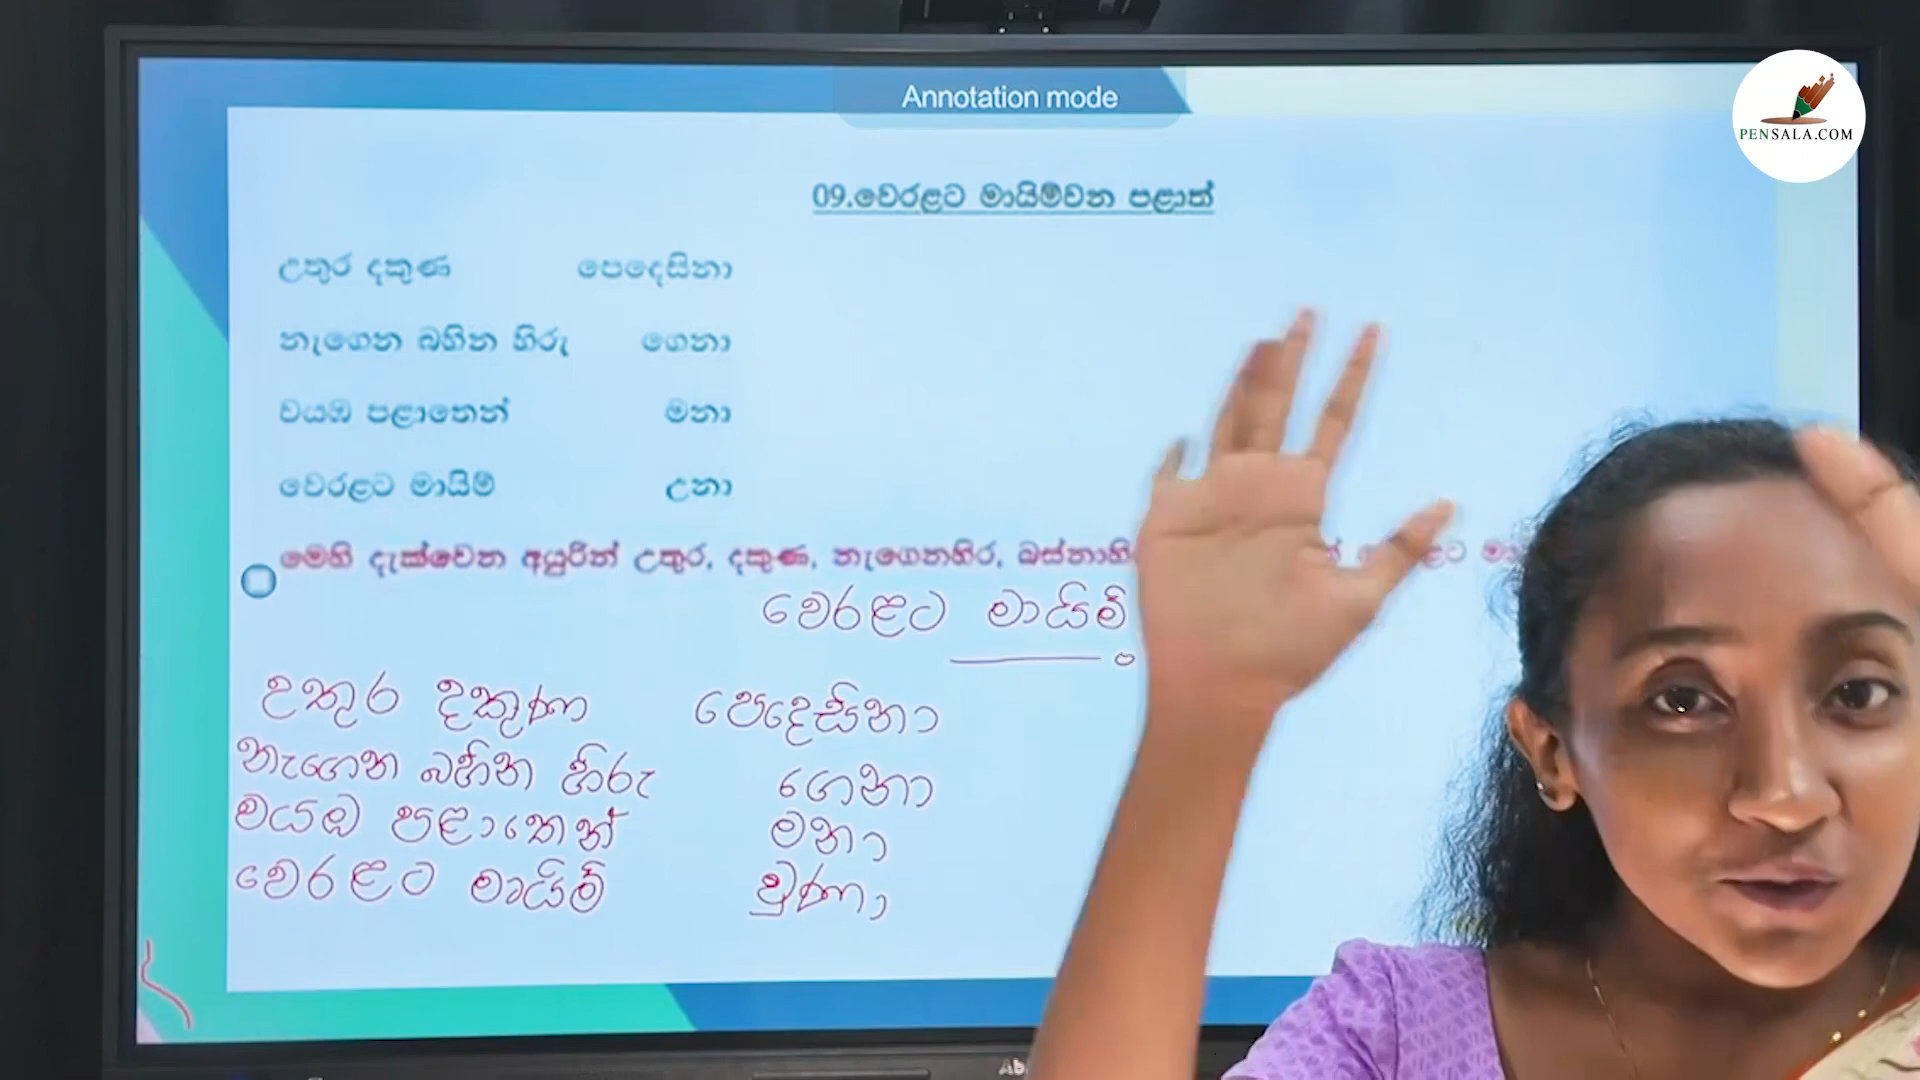 Annotation mode
PENSALA.COM
09.වෙරළට මායිම්වන පළාත්
උතුර දකුණ පෙදෙසිනා
නැගෙන බහින හිරු ගෙනා
වයඹ පළාතෙන් මනා
වෙරළට මායිම් උනා
මෙහි දැක්වෙන අයුරින් උතුර, දකුණ, නැගෙනහිර,
වෙරළට මායිම්
උතුර දකුණ පෙදෙසිනා
නැගෙන බහින හිරු ගෙනා
වයඹ පළාතෙන් මනා
වෙරළට මායිම්